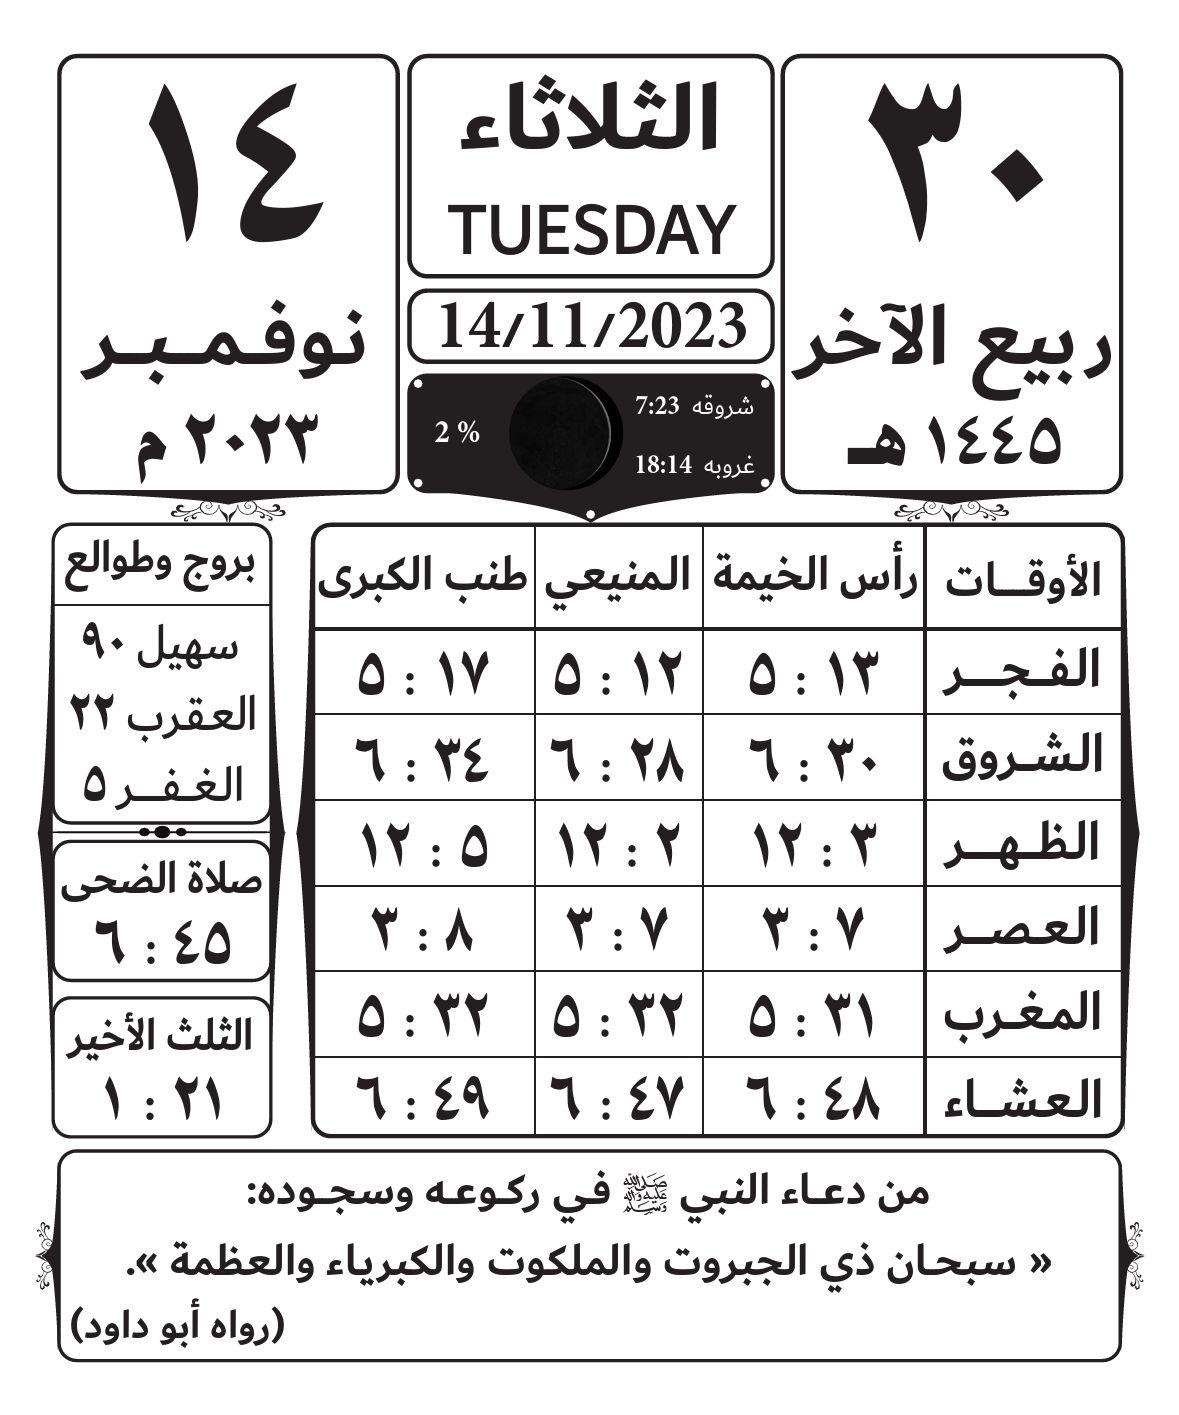 ٣٠
ربيع الآخر
١٤٤٥ هـ
الثلاثاء
TUESDAY
14/11/2023
شروقه 7:23
غروبه 18:14
2 %
١٤
نوفمبر
٢٠٢٣ م
الأوقات رأس الخيمة المنيعي طنب الكبرى
الفجر ٥ : ١٣ ٥ : ١٢ ٥ : ١٧
الشروق ٦ : ٣٠ ٦ : ٢٨ ٦ : ٣٤
الظهر ١٢ : ٣ ١٢ : ٢ ١٢ : ٥
العصر ٣ : ٧ ٣ : ٧ ٣ : ٨
المغرب ٥ : ٣١ ٥ : ٣٢ ٥ : ٣٢
العشاء ٦ : ٤٨ ٦ : ٤٧ ٦ : ٤٩
بروج وطوالع
سهيل ٩٠
العقرب ٢٢
الغفر ٥
صلاة الضحى
٦ : ٤٥
الثلث الأخير
١ : ٢١
من دعاء النبي ﷺ في ركوعه وسجوده:
« سبحان ذي الجبروت والملكوت والكبرياء والعظمة ».
(رواه أبو داود)